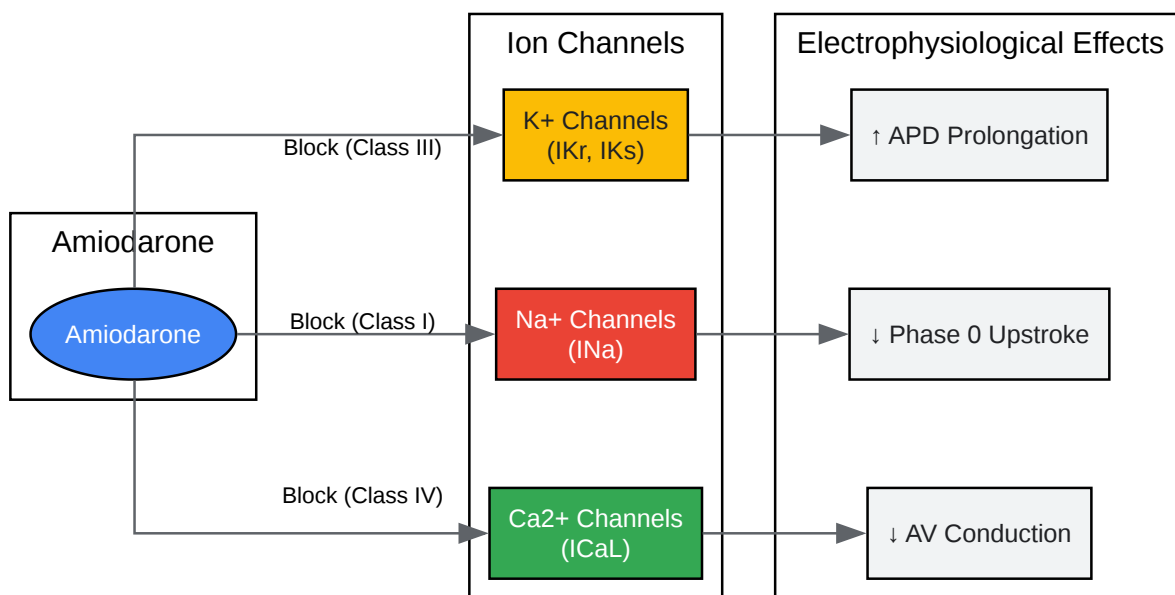 Ion Channels
Electrophysiological Effects
K+ Channels
(IKr, IKs)
↑ APD Prolongation
Block (Class III)
Amiodarone
Amiodarone
Block (Class I)
Na+ Channels
(INa)
↓ Phase 0 Upstroke
Block (Class IV)
Ca2+ Channels
(ICaL)
↓ AV Conduction